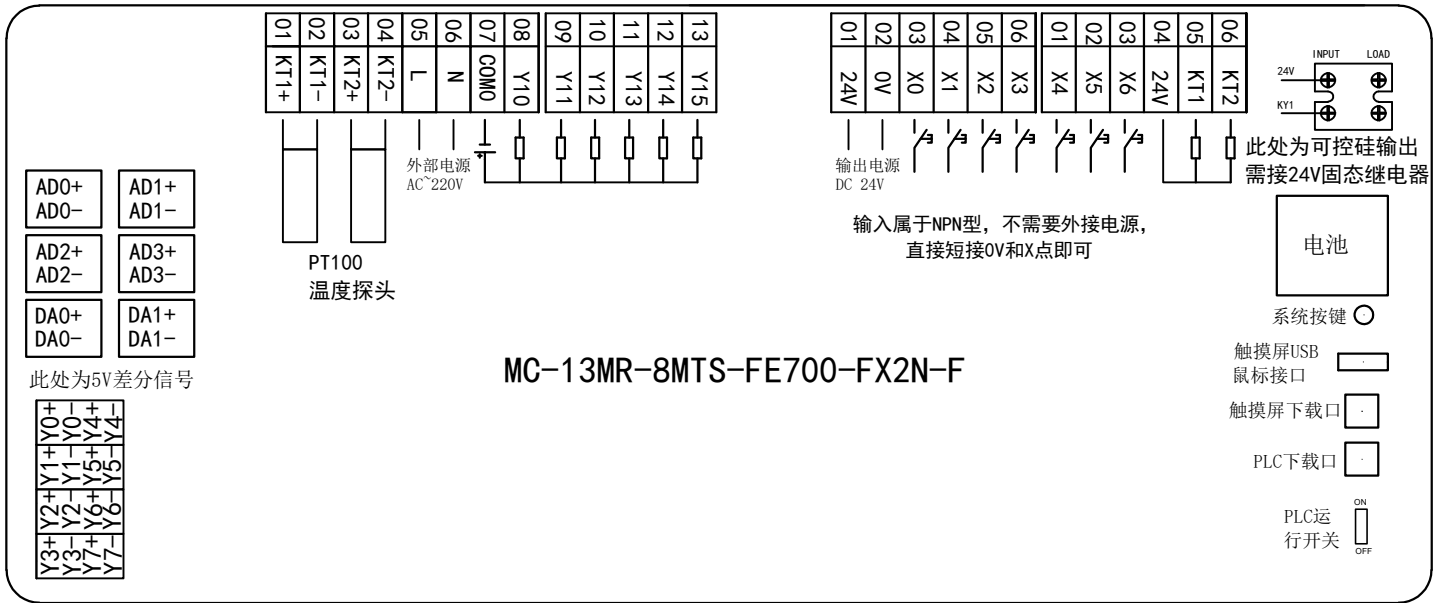 01 02 03 04 05 06 07 08 09 10 11 12 13
KT1+ KT1- KT2+ KT2- L N COM0 Y10 Y11 Y12 Y13 Y14 Y15
外部电源
AC~220V
PT100
温度探头
01 02 03 04 05 06 01 02 03 04 05 06
24V 0V X0 X1 X2 X3 X4 X5 X6 24V KT1 KT2
输出电源
DC 24V
输入属于NPN型，不需要外接电源，
直接短接0V和X点即可
INPUT LOAD
24V
KY1
此处为可控硅输出
需接24V固态继电器
AD0+ AD1+
AD0- AD1-
AD2+ AD3+
AD2- AD3-
DA0+ DA1+
DA0- DA1-
此处为5V差分信号
Y0+ Y0- Y4+ Y4-
Y1+ Y1- Y5+ Y5-
Y2+ Y2- Y6+ Y6-
Y3+ Y3- Y7+ Y7-
MC-13MR-8MTS-FE700-FX2N-F
电池
系统按键
触摸屏USB
鼠标接口
触摸屏下载口
PLC下载口
PLC运
行开关
ON
OFF